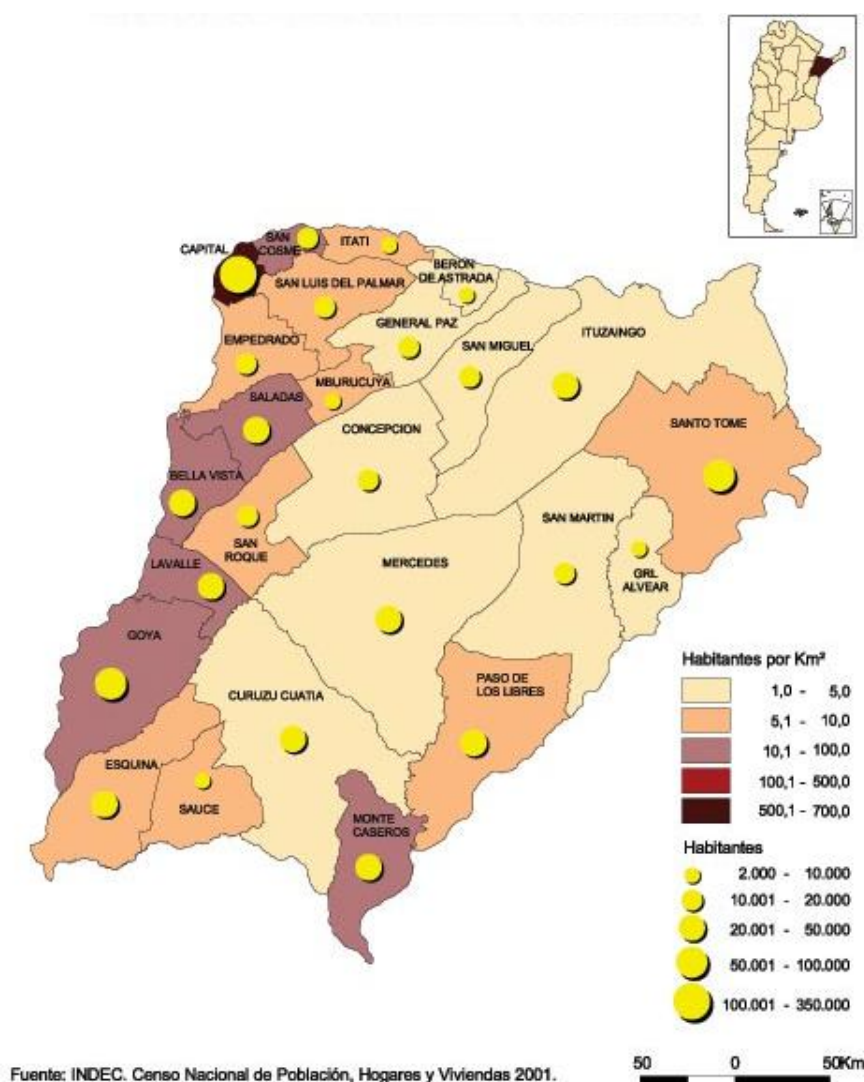 CAPITAL
SAN
COSME
ITATI
BERON
DE ASTRADA
SAN LUIS DEL PALMAR
GENERAL PAZ
ITUZAINGO
EMPEDRADO
SAN MIGUEL
MBURUCUYA
SALADAS
CONCEPCION
SANTO TOME
BELLA VISTA
SAN MARTIN
SAN
ROQUE
LAVALLE
MERCEDES
GRL
ALVEAR
GOYA
PASO DE
LOS LIBRES
CURUZU CUATIA
ESQUINA
SAUCE
MONTE
CASEROS
Habitantes por Km²
1,0 - 5,0
5,1 - 10,0
10,1 - 100,0
100,1 - 500,0
500,1 - 700,0
Habitantes
2.000 - 10.000
10.001 - 20.000
20.001 - 50.000
50.001 - 100.000
100.001 - 350.000
50 0 50Km
Fuente: INDEC. Censo Nacional de Población, Hogares y Viviendas 2001.